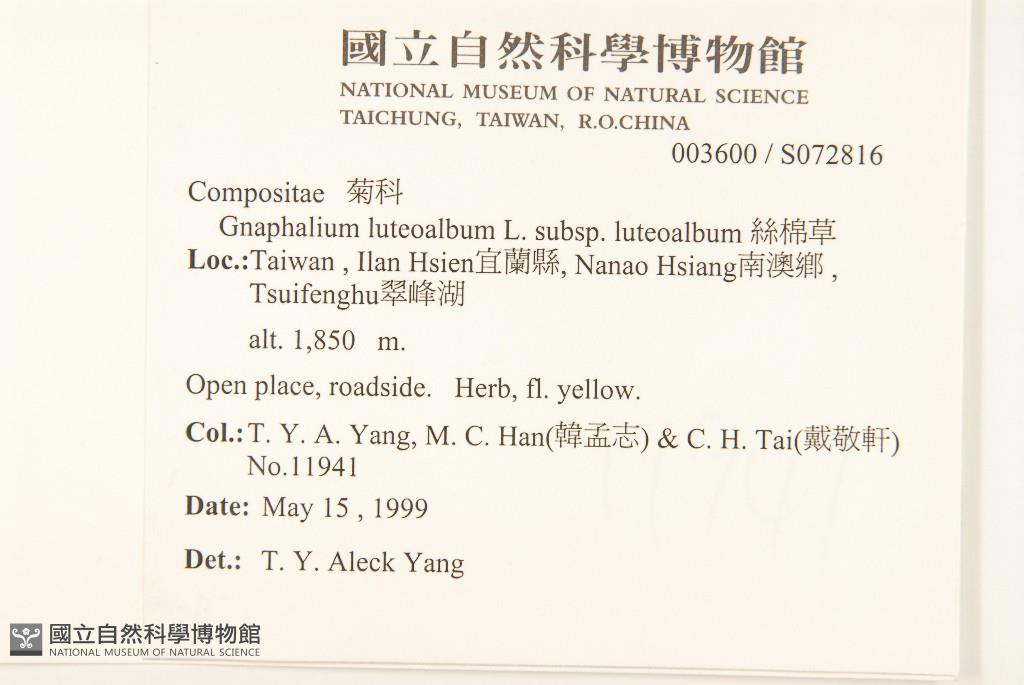 國立自然科學博物館
NATIONAL MUSEUM OF NATURAL SCIENCE
TAICHUNG, TAIWAN, R.O.CHINA
003600 / S072816
Compositae 菊科
Gnaphalium luteoalbum L. subsp. luteoalbum 絲棉草
Loc.:Taiwan , Ilan Hsien宜蘭縣, Nanao Hsiang南澳鄉 ,
Tsuifenghu翠峰湖
alt. 1,850 m.
Open place, roadside. Herb, fl. yellow.
Col.: T. Y. A. Yang, M. C. Han(韓孟志) & C. H. Tai(戴敬軒)
No.11941
Date: May 15 , 1999
Det.: T. Y. Aleck Yang
國立自然科學博物館
NATIONAL MUSEUM OF NATURAL SCIENCE